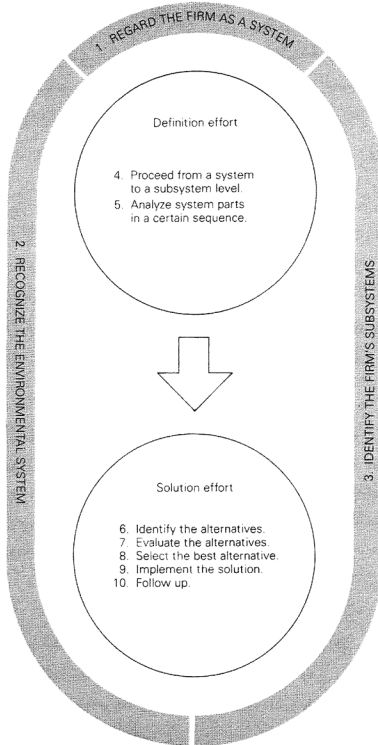 1 REGARD THE FIRM AS A SYSTEM
2 RECOGNIZE THE ENVIRONMENTAL SYSTEM
3. IDENTIFY THE FIRM'S SUBSYSTEMS
Definition effort
4. Proceed from a system
to a subsystem level.
5. Analyze system parts
in a certain sequence.
Solution effort
6. Identify the alternatives.
7. Evaluate the alternatives.
8. Select the best alternative.
9. Implement the solution.
10. Follow up.